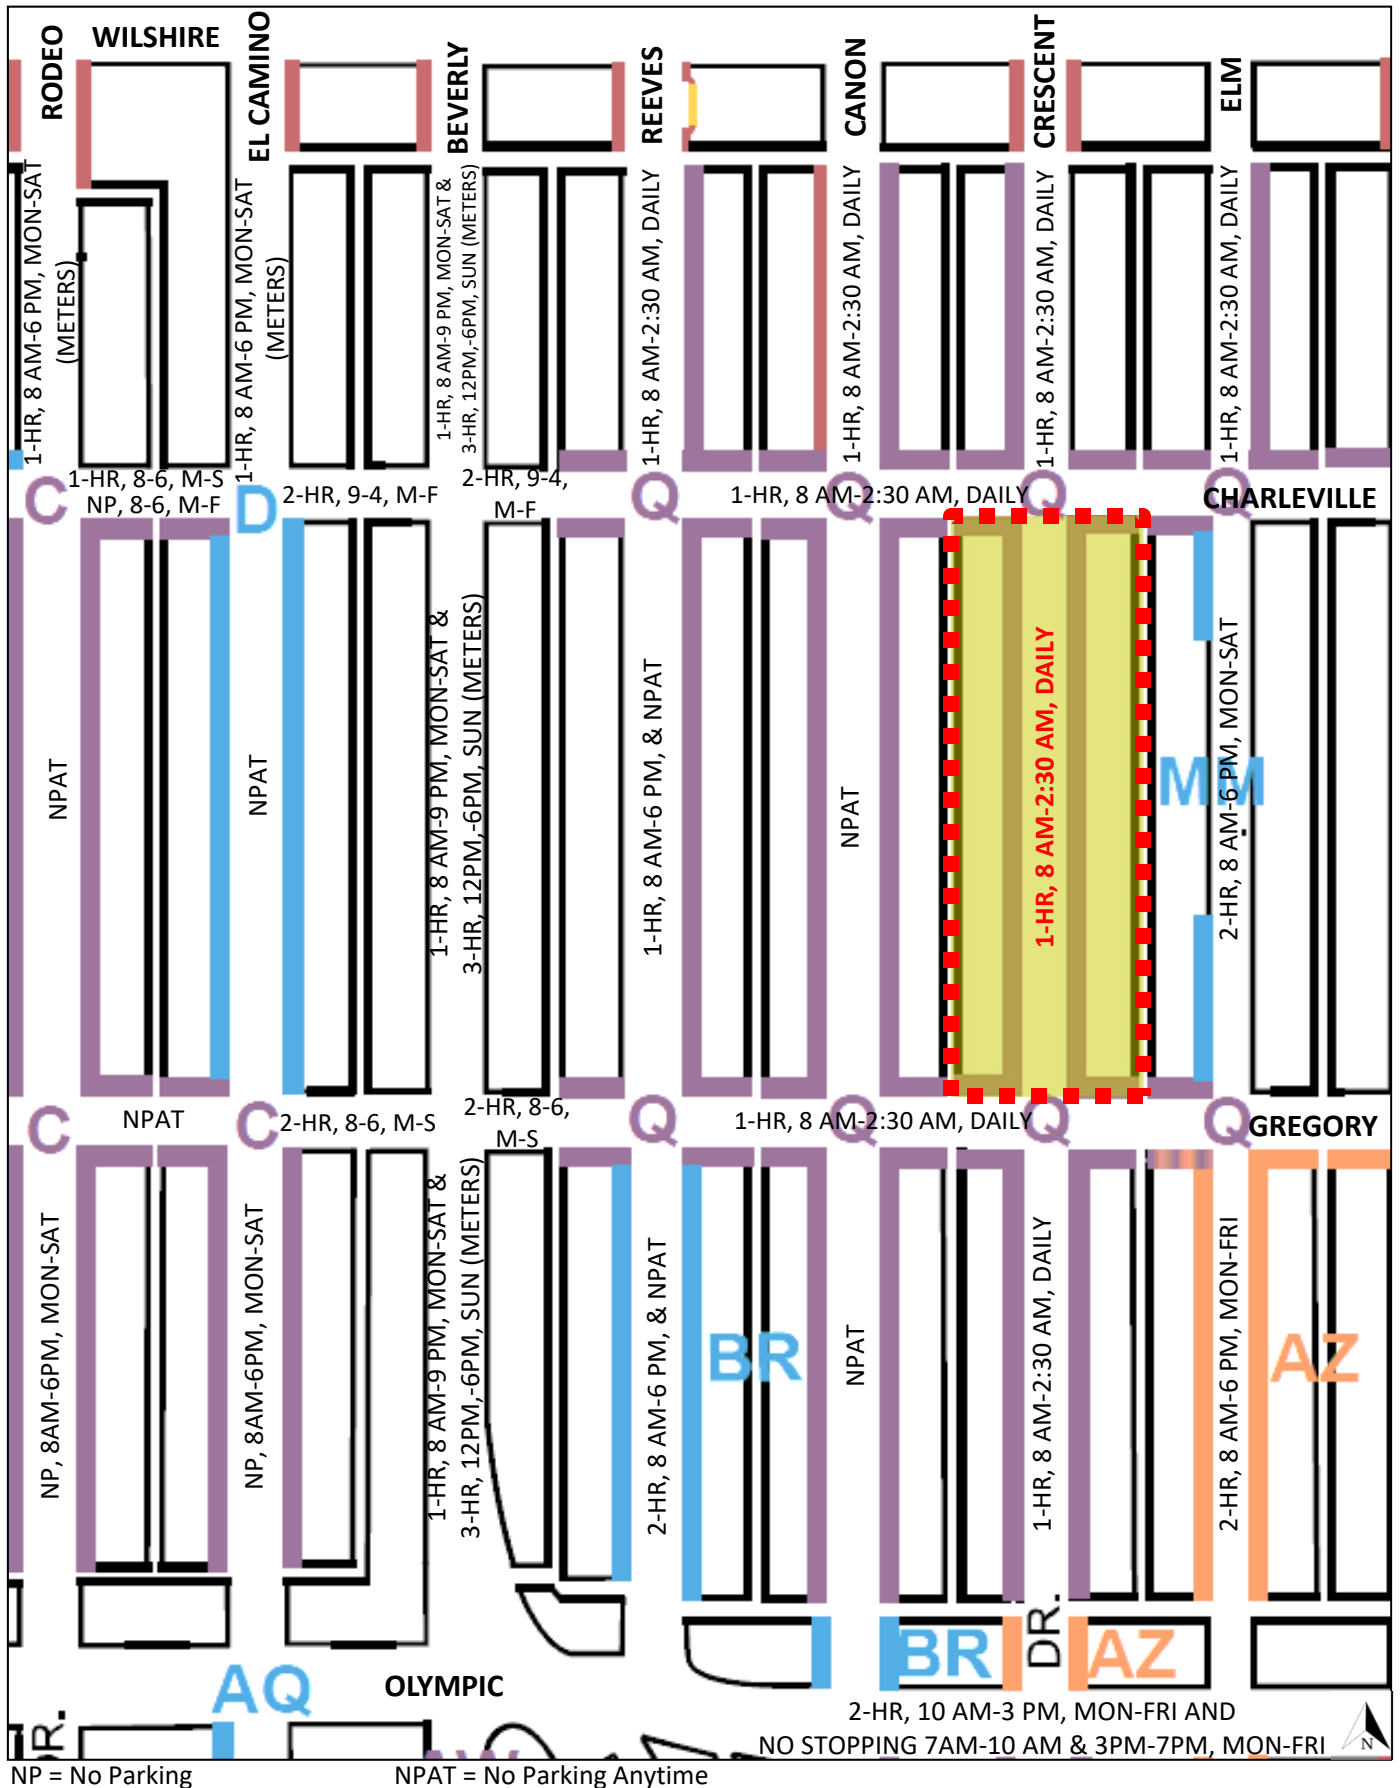 RODEO
WILSHIRE
EL CAMINO
BEVERLY
REEVES
CANON
CRESCENT
ELM
1-HR, 8 AM-6 PM, MON-SAT
(METERS)
1-HR, 8 AM-6 PM, MON-SAT
(METERS)
1-HR, 8 AM-9 PM, MON-SAT &
3-HR, 12PM,-6PM, SUN (METERS)
1-HR, 8 AM-2:30 AM, DAILY
1-HR, 8 AM-2:30 AM, DAILY
1-HR, 8 AM-2:30 AM, DAILY
1-HR, 8 AM-2:30 AM, DAILY
C
1-HR, 8-6, M-S
NP, 8-6, M-F
D
2-HR, 9-4, M-F
2-HR, 9-4,
M-F
Q
1-HR, 8 AM-2:30 AM, DAILY
Q
Q
Q
CHARLEVILLE
NPAT
NPAT
1-HR, 8 AM-9 PM, MON-SAT &
3-HR, 12PM,-6PM, SUN (METERS)
1-HR, 8 AM-6 PM, & NPAT
NPAT
1-HR, 8 AM-2:30 AM, DAILY
MM
2-HR, 8 AM-6 PM, MON-SAT
C
NPAT
C
2-HR, 8-6, M-S
2-HR, 8-6,
M-S
Q
1-HR, 8 AM-2:30 AM, DAILY
Q
Q
Q
GREGORY
NP, 8AM-6PM, MON-SAT
NP, 8AM-6PM, MON-SAT
1-HR, 8 AM-9 PM, MON-SAT &
3-HR, 12PM,-6PM, SUN (METERS)
2-HR, 8 AM-6 PM, & NPAT
BR
NPAT
1-HR, 8 AM-2:30 AM, DAILY
2-HR, 8 AM-6 PM, MON-FRI
AZ
BR
DR.
AZ
AQ
OLYMPIC
DR.
2-HR, 10 AM-3 PM, MON-FRI AND
NO STOPPING 7AM-10 AM & 3PM-7PM, MON-FRI
N
NP = No Parking
NPAT = No Parking Anytime